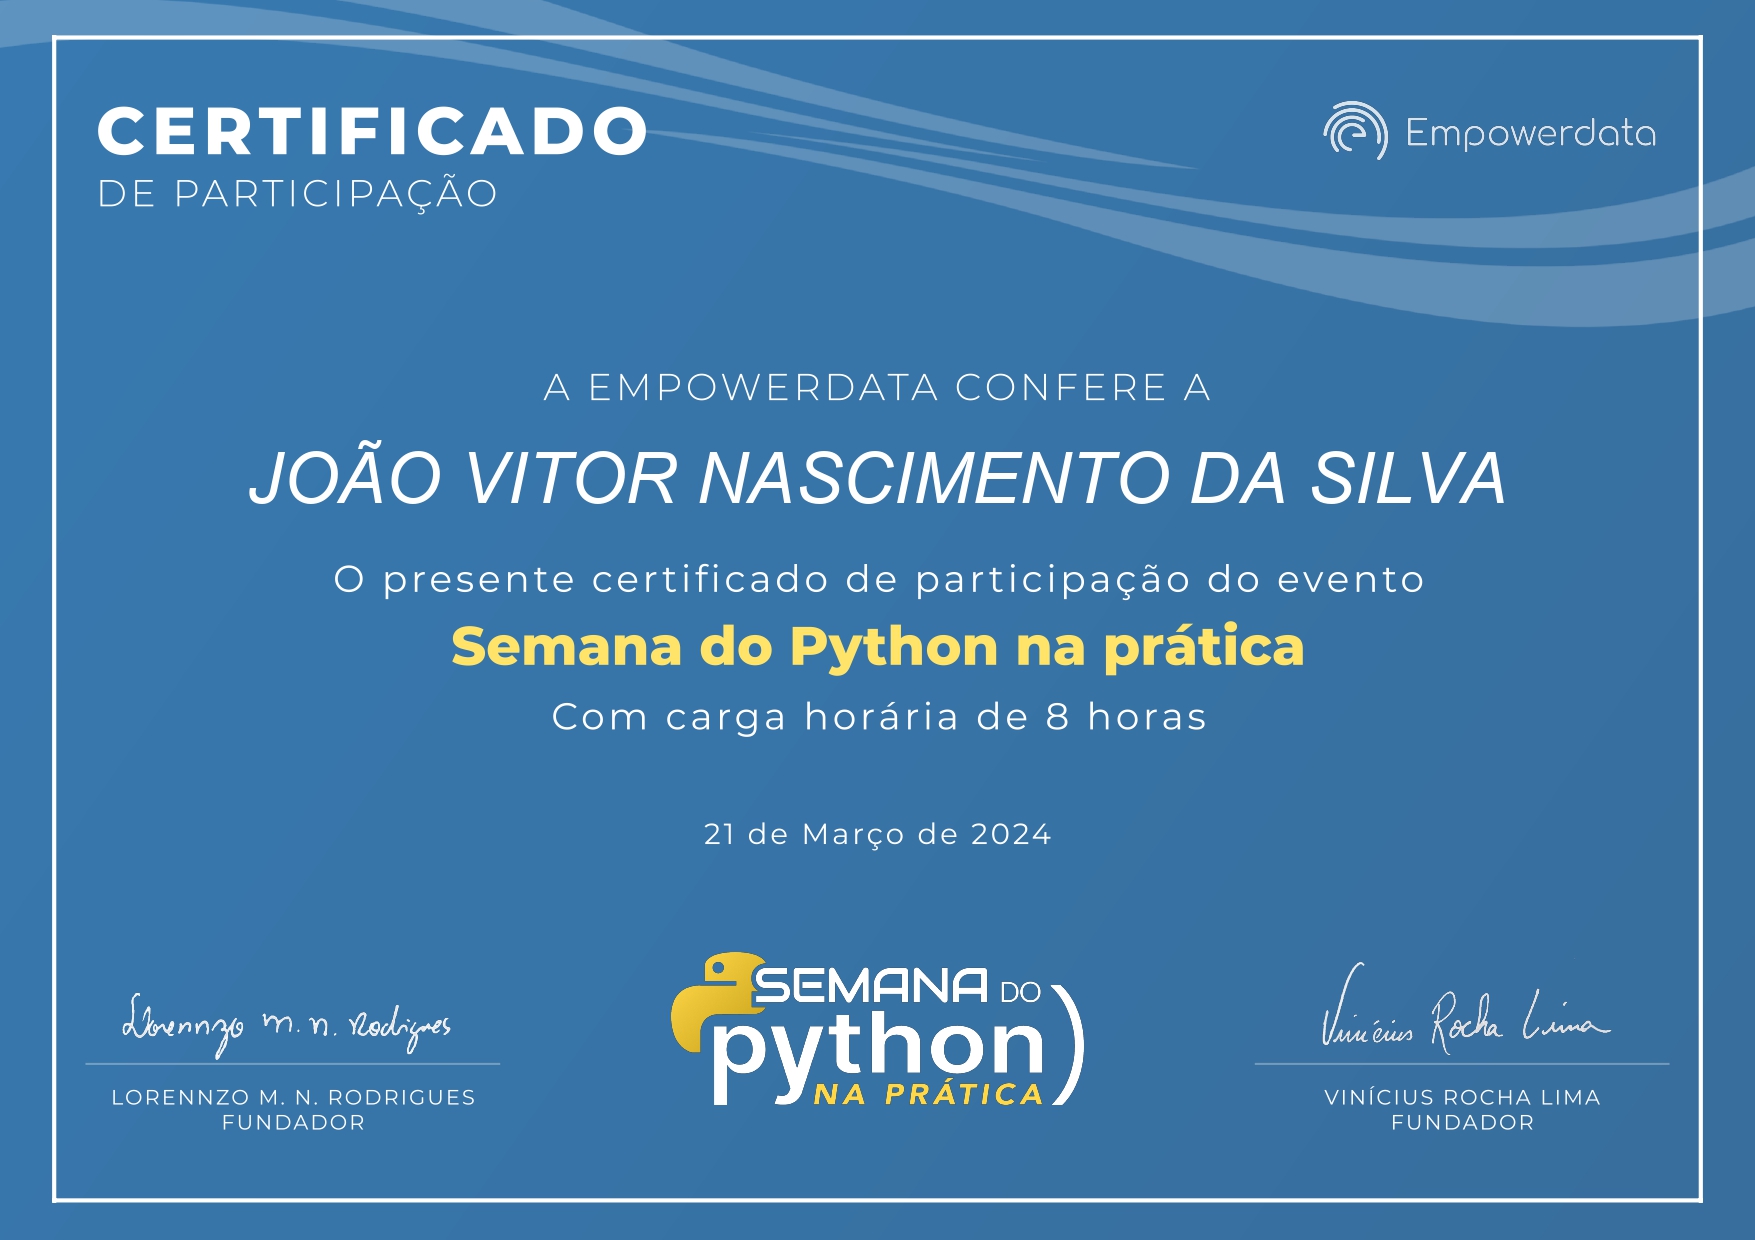 CERTIFICADO
DE PARTICIPAÇÃO
Empowerdata
A EMPOWERDATA CONFERE A
JOÃO VITOR NASCIMENTO DA SILVA
O presente certificado de participação do evento
Semana do Python na prática
Com carga horária de 8 horas
21 de Março de 2024
SEMANA DO
python)
NA PRÁTICA
Lorennzo M. N. Rodrigues
LORENNZO M. N. RODRIGUES
FUNDADOR
Vinícius Rocha Lima
VINÍCIUS ROCHA LIMA
FUNDADOR